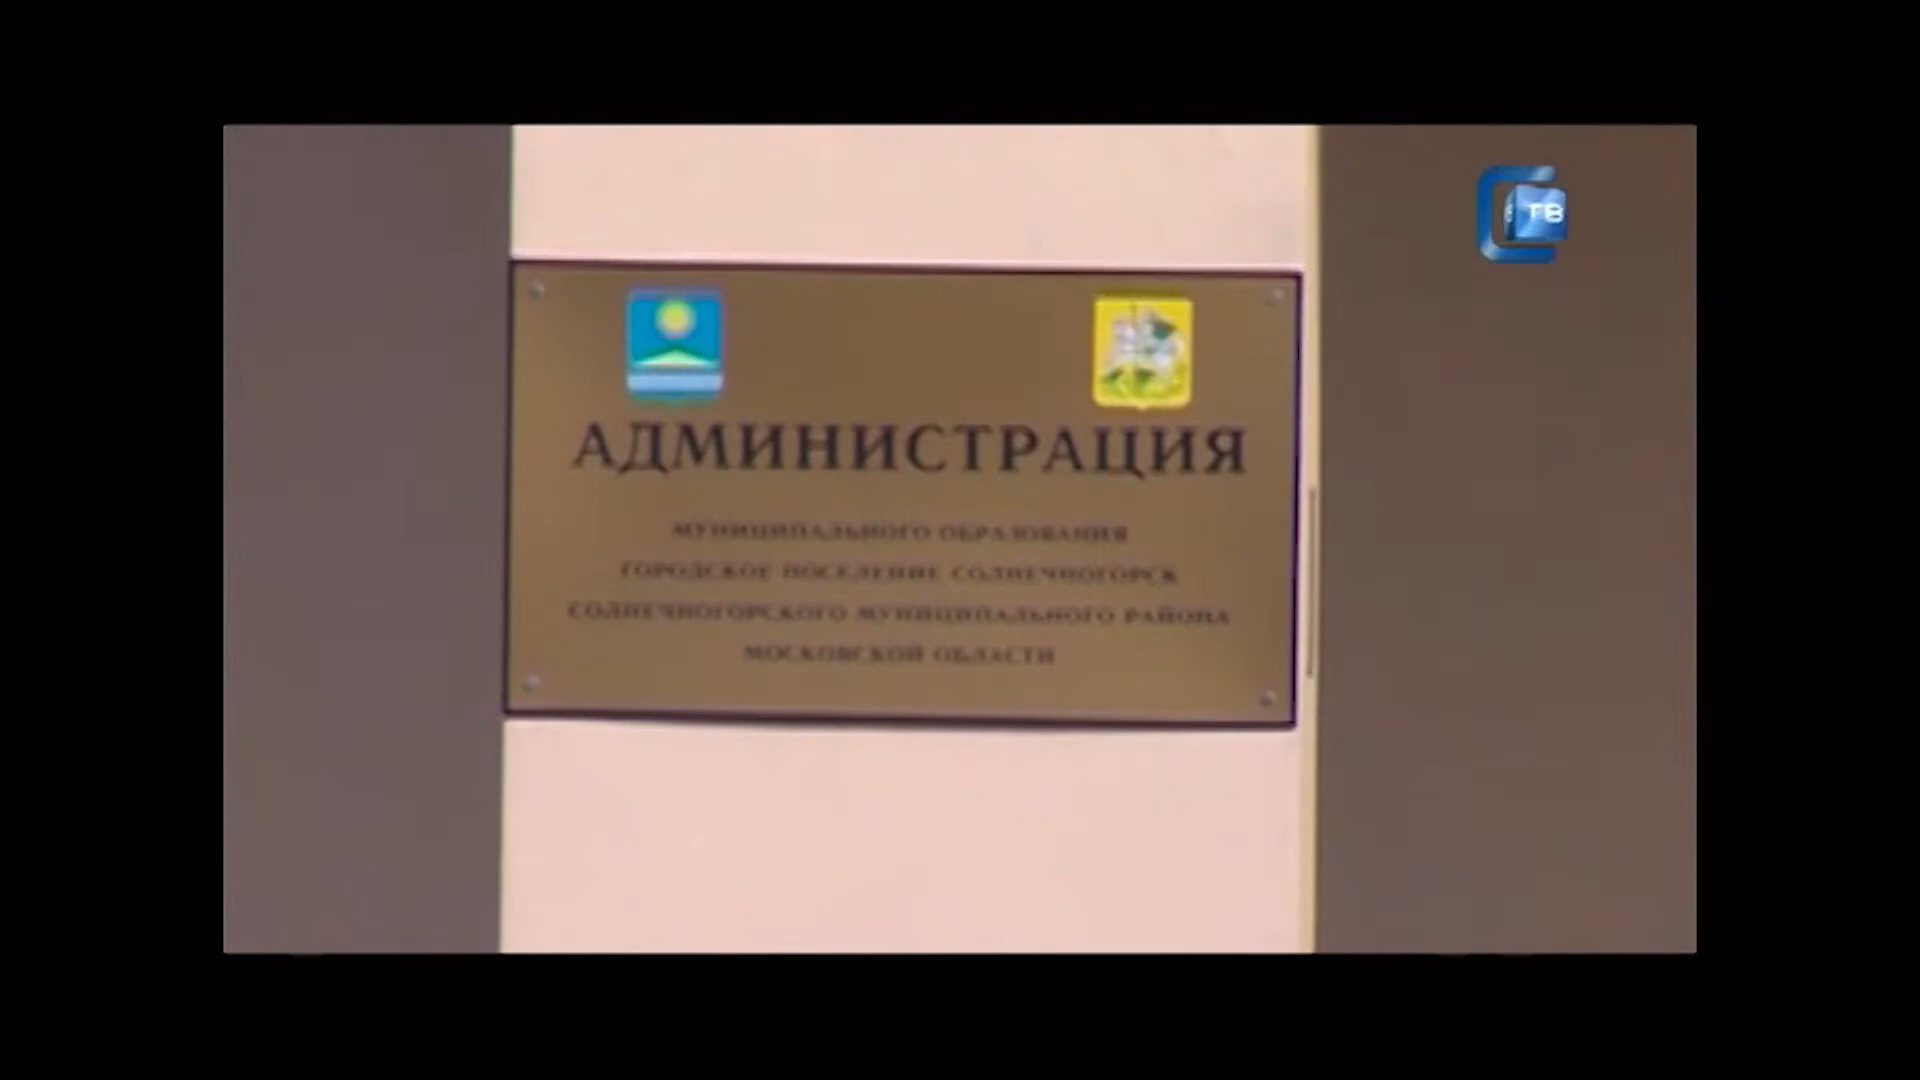 ТВ
АДМИНИСТРАЦИЯ
МУНИЦИПАЛЬНОГО ОБРАЗОВАНИЯ
ГОРОДСКОЕ ПОСЕЛЕНИЕ СОЛНЕЧНОГОРСК
СОЛНЕЧНОГОРСКОГО МУНИЦИПАЛЬНОГО РАЙОНА
МОСКОВСКОЙ ОБЛАСТИ